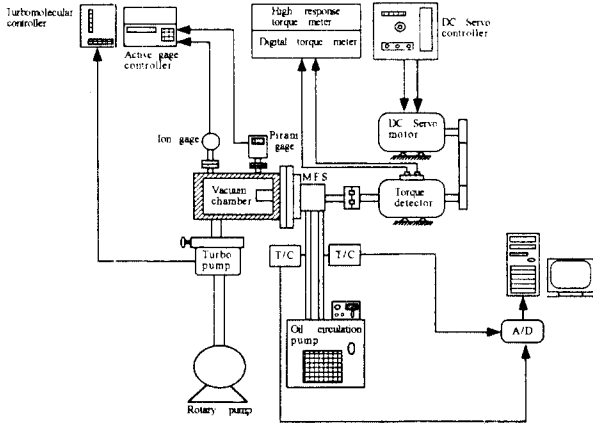 Turbomolecular
controller
Active gage
controller
High response
torque meter
Digital torque meter
DC Servo
controller
DC Servo
motor
Ion gage
Pirani
gage
MFS
Vacuum
chamber
Torque
detector
Turbo
pump
T/C
T/C
Oil circulation
pump
A/D
Rotary pump